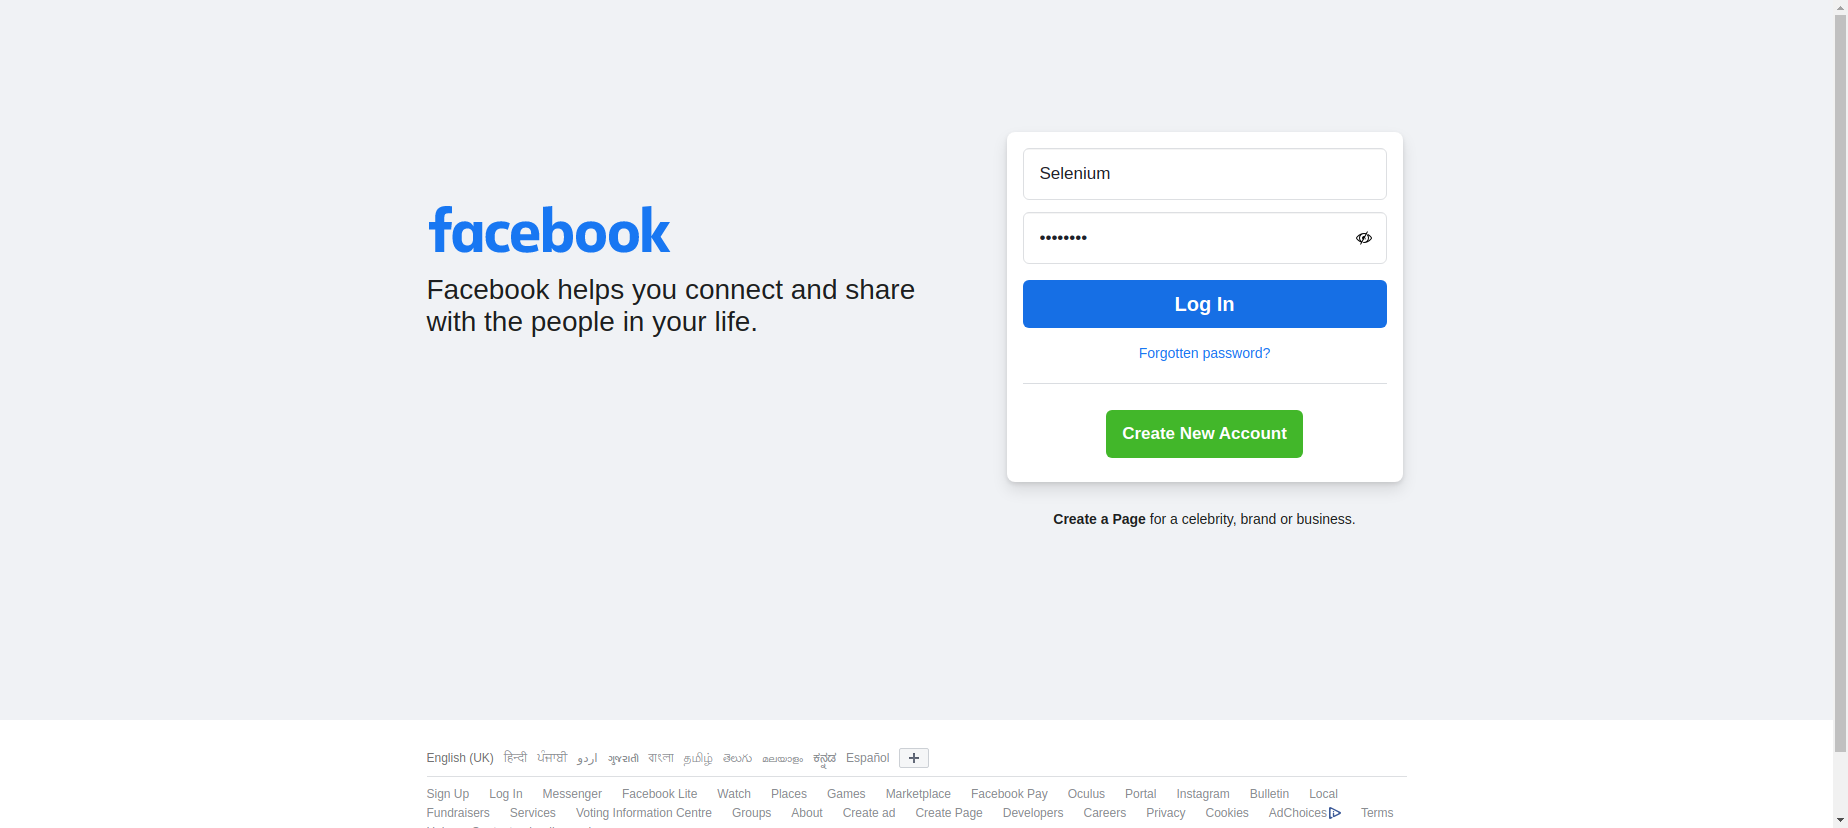 Selenium
facebook
••••••••
Facebook helps you connect and share
with the people in your life.
Log In
Forgotten password?
Create New Account
Create a Page for a celebrity, brand or business.
English (UK) हिन्दी ਪੰਜਾਬੀ اردو ગુજરાતી বাংলা தமிழ் తెలుగు മലയാളം ಕನ್ನಡ Español
Sign Up Log In Messenger Facebook Lite Watch Places Games Marketplace Facebook Pay Oculus Portal Instagram Bulletin Local
Fundraisers Services Voting Information Centre Groups About Create ad Create Page Developers Careers Privacy Cookies AdChoices Terms